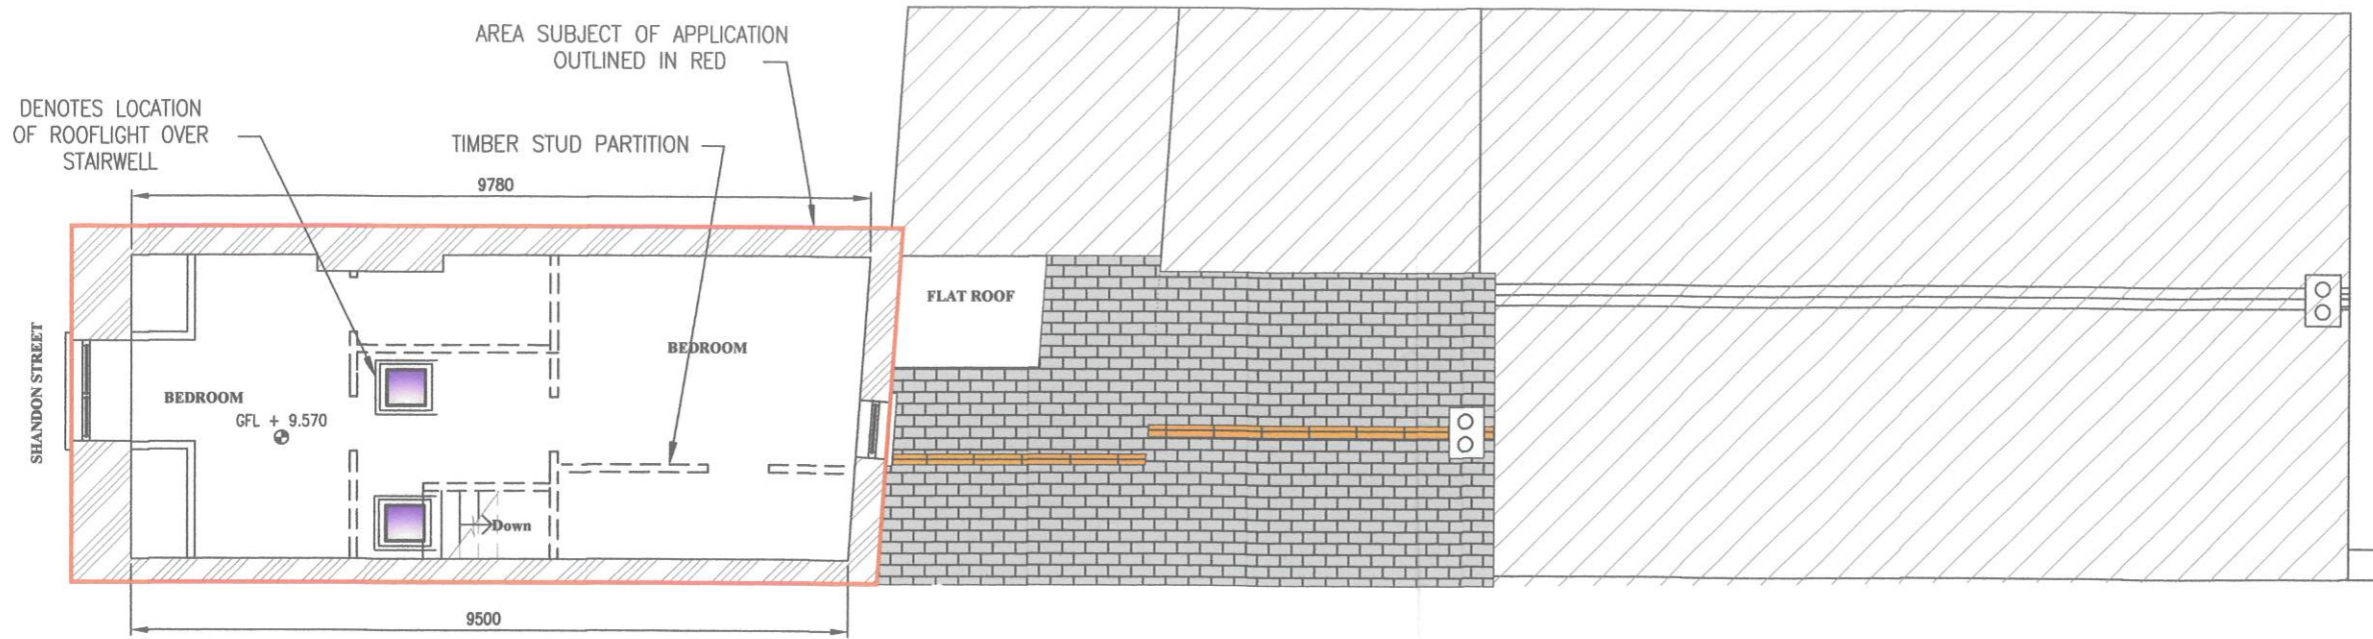 AREA SUBJECT OF APPLICATION
OUTLINED IN RED
DENOTES LOCATION
OF ROOFLIGHT OVER
STAIRWELL
TIMBER STUD PARTITION
9780
FLAT ROOF
SHANDON STREET
BEDROOM
BEDROOM
GFL + 9.570
Down
9500